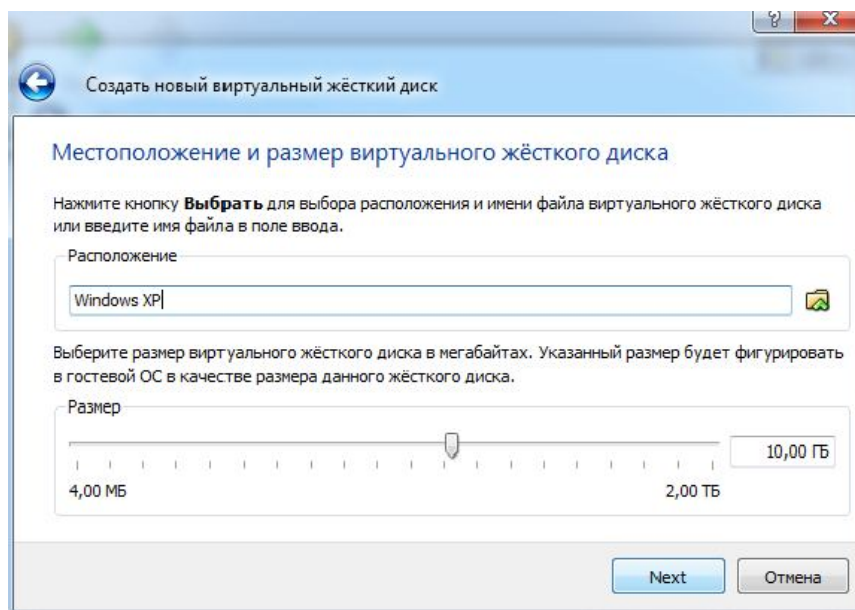 ?
Создать новый виртуальный жёсткий диск
Местоположение и размер виртуального жёсткого диска
Нажмите кнопку Выбрать для выбора расположения и имени файла виртуального жёсткого диска
или введите имя файла в поле ввода.
Расположение
Windows XP
Выберите размер виртуального жёсткого диска в мегабайтах. Указанный размер будет фигурировать
в гостевой ОС в качестве размера данного жёсткого диска.
Размер
10,00 ГБ
4,00 МБ 2,00 ТБ
Next Отмена